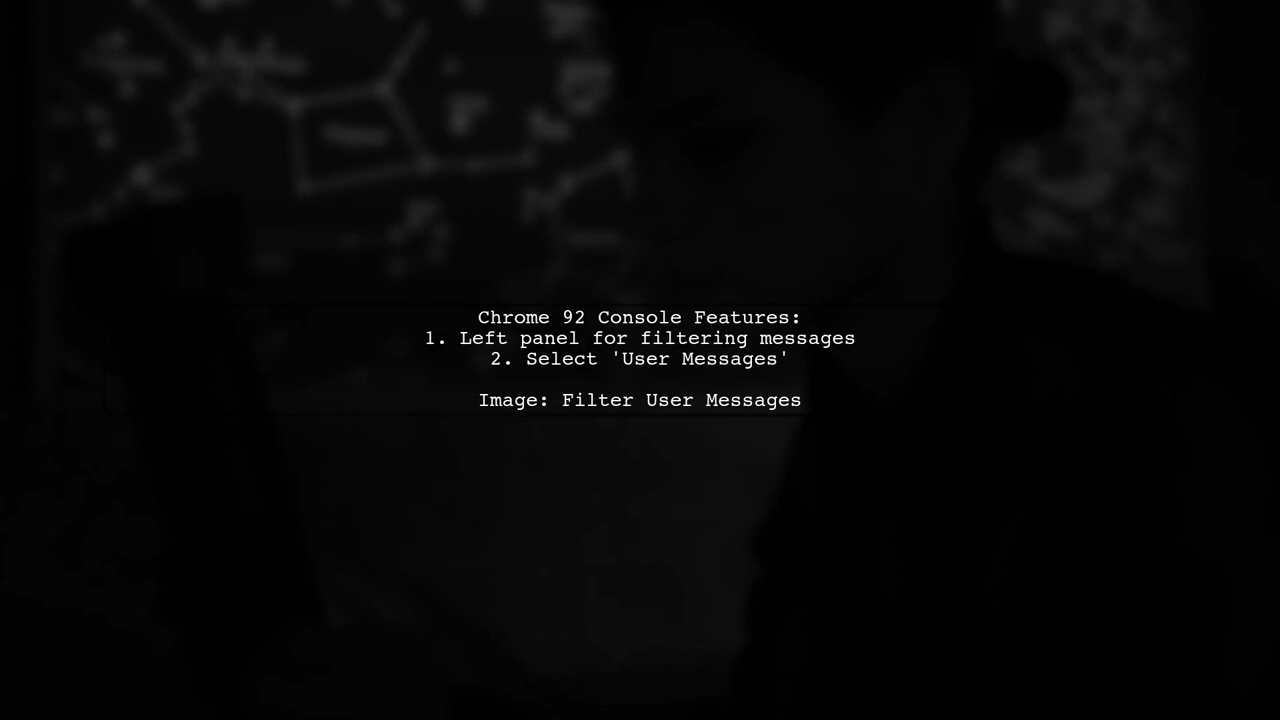 Chrome 92 Console Features:
1. Left panel for filtering messages
2. Select 'User Messages'
Image: Filter User Messages